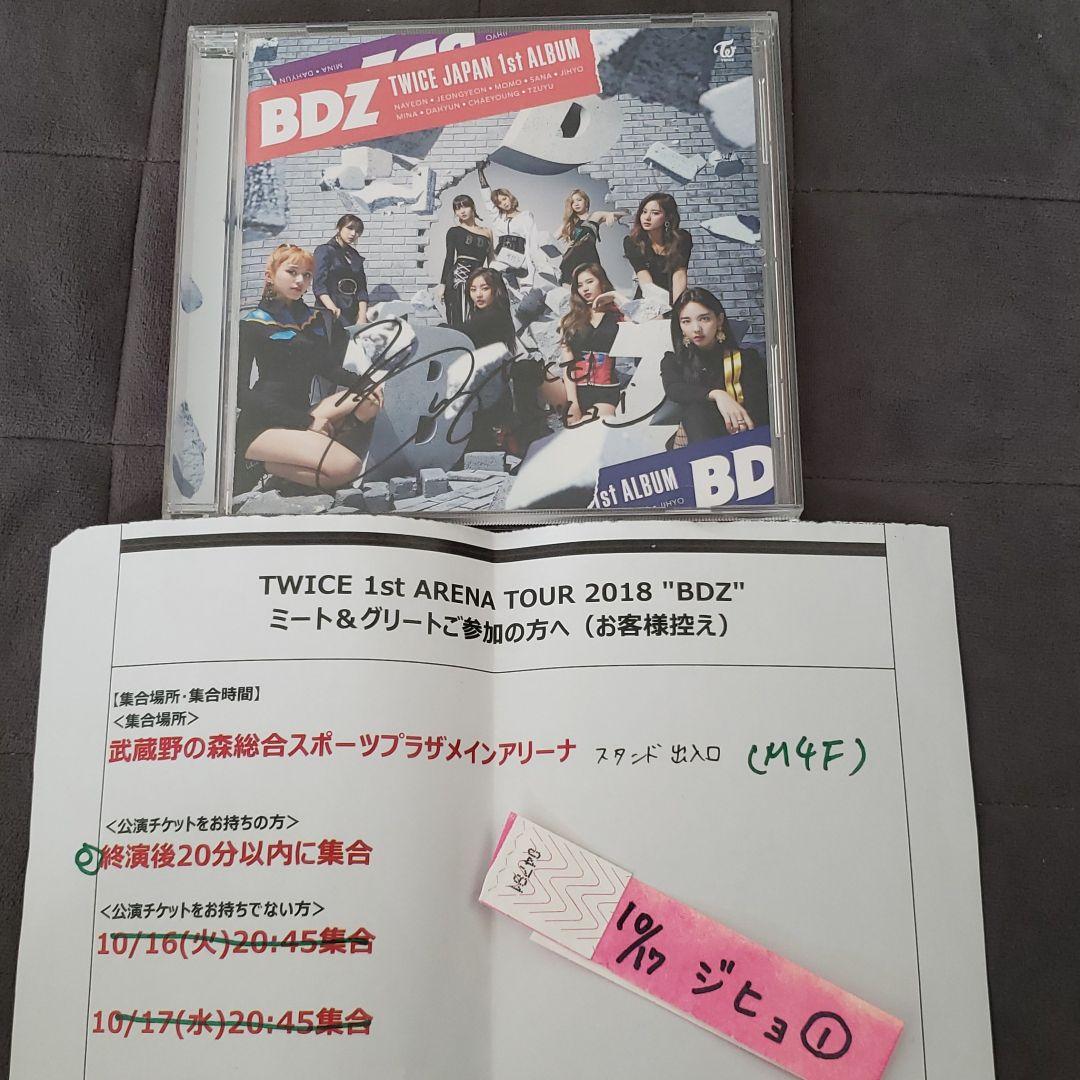 MINA • DAHYUN
JIHYO
TWICE JAPAN 1st ALBUM
BDZ
NAYEON • JEONGYEON • MOMO • SANA • JIHYO
MINA • DAHYUN • CHAEYOUNG • TZUYU
TWICE
B
D
Z
1st ALBUM
BD
JIHYO
TWICE 1st ARENA TOUR 2018 "BDZ"
ミート&グリートご参加の方へ(お客様控え)
【集合場所・集合時間】
<集合場所>
武蔵野の森総合スポーツプラザメインアリーナ スタンド 出入口 (M4F)
<公演チケットをお持ちの方>
終演後20分以内に集合
<公演チケットをお持ちでない方>
10/16(火)20:45集合
10/17(水)20:45集合
04781
10/17 ジヒョ ①